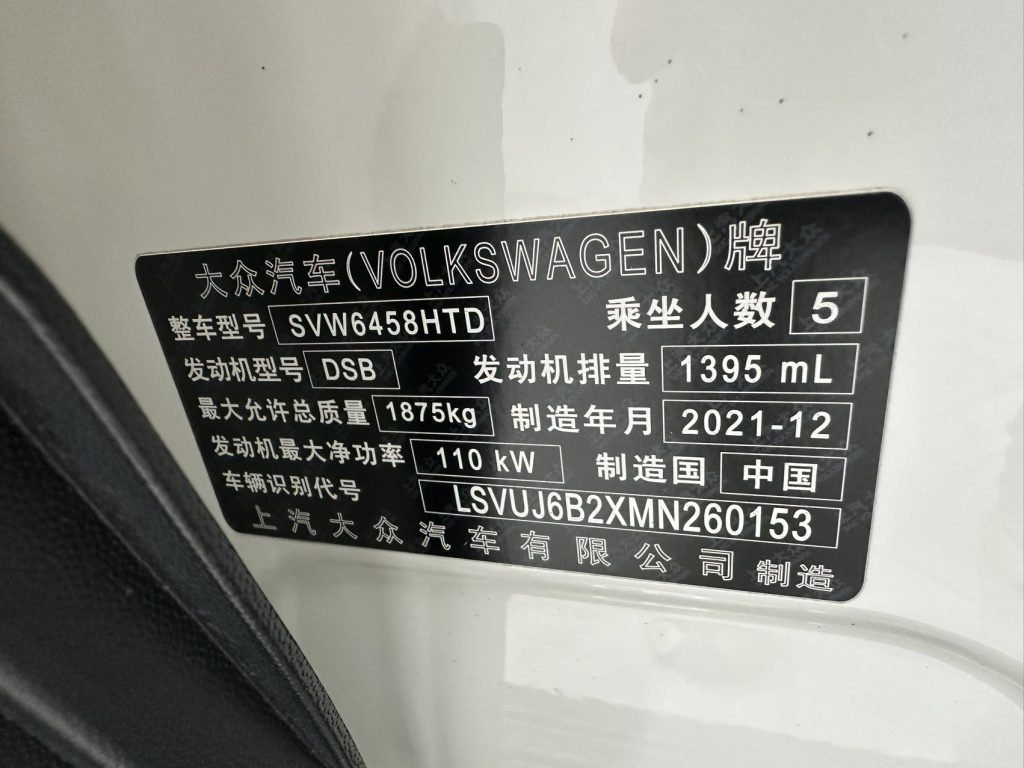 大众汽车(VOLKSWAGEN)牌
整车型号 SVW6458HTD 乘坐人数 5
发动机型号 DSB 发动机排量 1395 mL
最大允许总质量 1875kg 制造年月 2021-12
发动机最大净功率 110 kW 制造国 中国
车辆识别代号 LSVUJ6B2XMN260153
上汽大众汽车有限公司制造